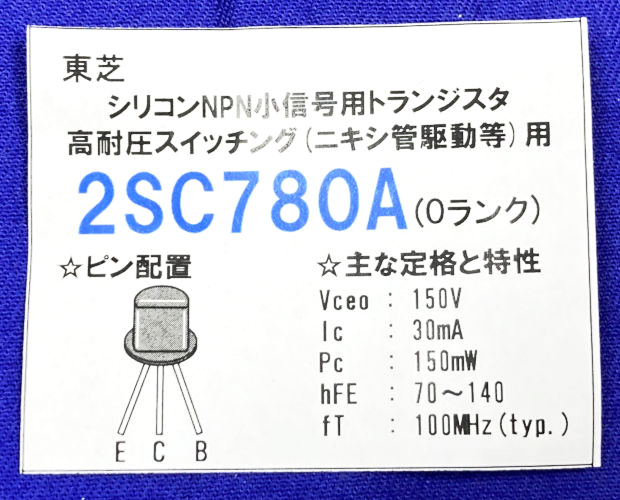 東芝
シリコンNPN小信号用トランジスタ
高耐圧スイッチング(ニキシ管駆動等)用
2SC780A(Oランク)
☆ピン配置
☆主な定格と特性
Vceo : 150V
Ic : 30mA
Pc : 150mW
hFE : 70～140
fT : 100MHz(typ.)
E C B